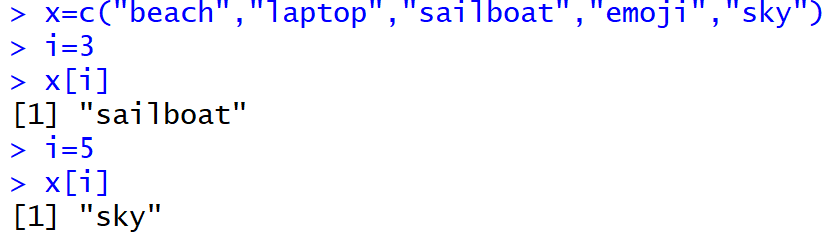 > x=c("beach","laptop","sailboat","emoji","sky")
> i=3
> x[i]
[1] "sailboat"
> i=5
> x[i]
[1] "sky"